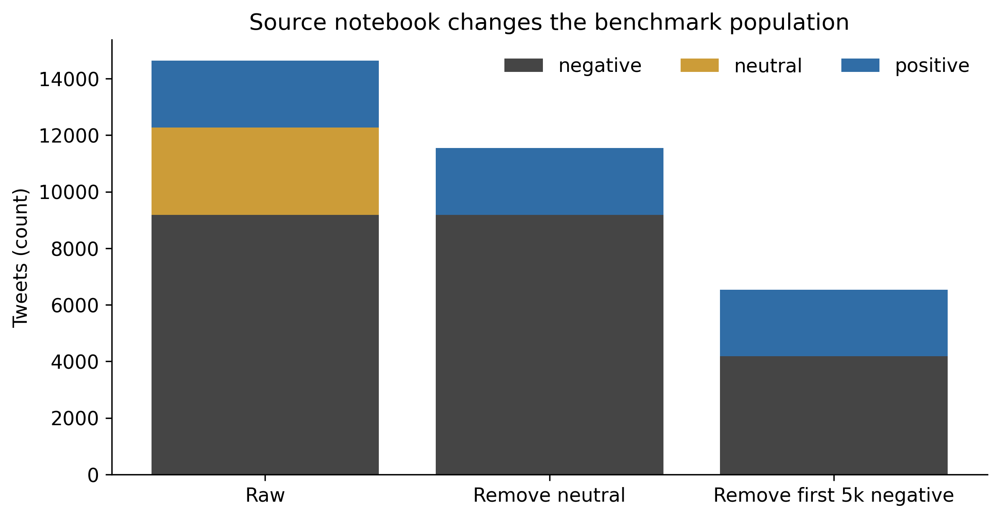 Source notebook changes the benchmark population
negative neutral positive
Tweets (count)
14000
12000
10000
8000
6000
4000
2000
0
Raw Remove neutral Remove first 5k negative